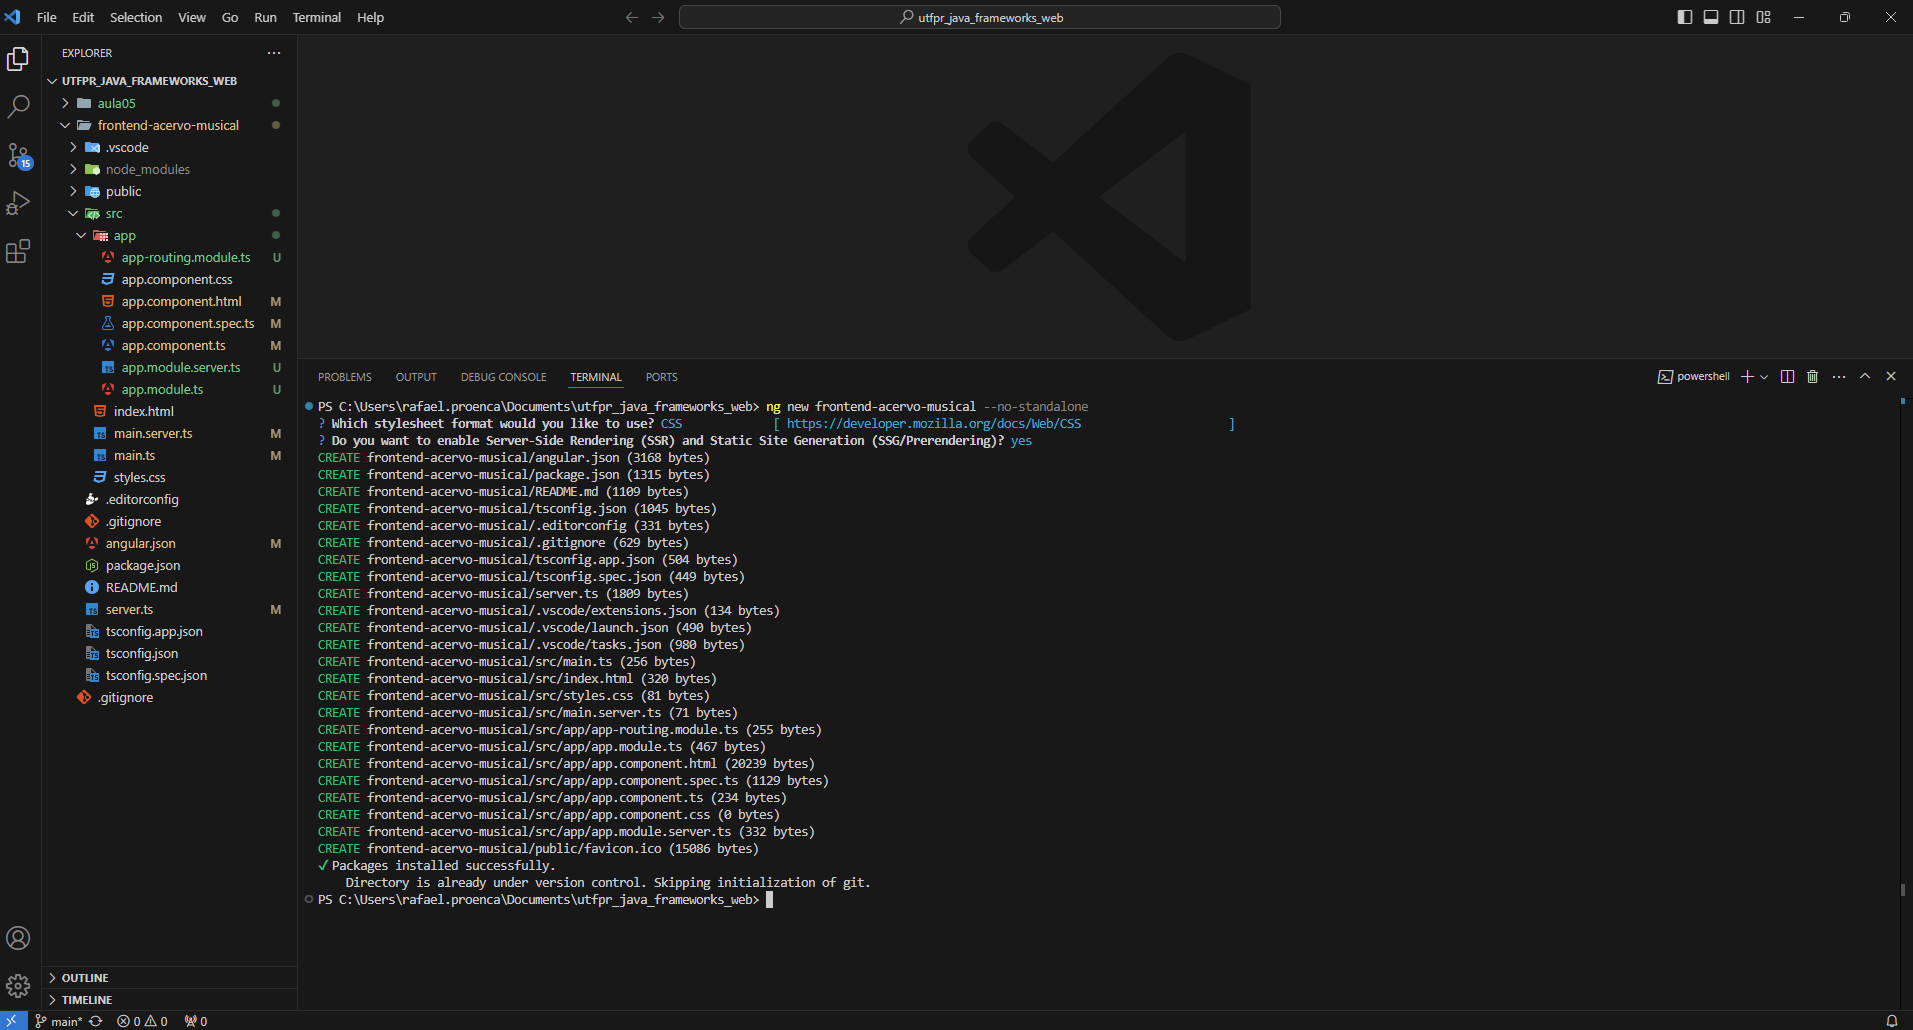 File Edit Selection View Go Run Terminal Help
utfpr_java_frameworks_web
EXPLORER
UTFPR_JAVA_FRAMEWORKS_WEB
aula05
frontend-acervo-musical
.vscode
node_modules
public
src
app
app-routing.module.ts U
app.component.css
app.component.html M
app.component.spec.ts M
app.component.ts M
app.module.server.ts U
app.module.ts U
index.html
main.server.ts M
main.ts M
styles.css
.editorconfig
.gitignore
angular.json M
package.json
README.md
server.ts M
tsconfig.app.json
tsconfig.json
tsconfig.spec.json
.gitignore
OUTLINE
TIMELINE
15
PROBLEMS OUTPUT DEBUG CONSOLE TERMINAL PORTS
powershell
PS C:\Users\rafael.proenca\Documents\utfpr_java_frameworks_web> ng new frontend-acervo-musical --no-standalone
? Which stylesheet format would you like to use? CSS [ https://developer.mozilla.org/docs/Web/CSS ]
? Do you want to enable Server-Side Rendering (SSR) and Static Site Generation (SSG/Prerendering)? yes
CREATE frontend-acervo-musical/angular.json (3168 bytes)
CREATE frontend-acervo-musical/package.json (1315 bytes)
CREATE frontend-acervo-musical/README.md (1109 bytes)
CREATE frontend-acervo-musical/tsconfig.json (1045 bytes)
CREATE frontend-acervo-musical/.editorconfig (331 bytes)
CREATE frontend-acervo-musical/.gitignore (629 bytes)
CREATE frontend-acervo-musical/tsconfig.app.json (504 bytes)
CREATE frontend-acervo-musical/tsconfig.spec.json (449 bytes)
CREATE frontend-acervo-musical/server.ts (1809 bytes)
CREATE frontend-acervo-musical/.vscode/extensions.json (134 bytes)
CREATE frontend-acervo-musical/.vscode/launch.json (490 bytes)
CREATE frontend-acervo-musical/.vscode/tasks.json (980 bytes)
CREATE frontend-acervo-musical/src/main.ts (256 bytes)
CREATE frontend-acervo-musical/src/index.html (320 bytes)
CREATE frontend-acervo-musical/src/styles.css (81 bytes)
CREATE frontend-acervo-musical/src/main.server.ts (71 bytes)
CREATE frontend-acervo-musical/src/app/app-routing.module.ts (255 bytes)
CREATE frontend-acervo-musical/src/app/app.module.ts (467 bytes)
CREATE frontend-acervo-musical/src/app/app.component.html (20239 bytes)
CREATE frontend-acervo-musical/src/app/app.component.spec.ts (1129 bytes)
CREATE frontend-acervo-musical/src/app/app.component.ts (234 bytes)
CREATE frontend-acervo-musical/src/app/app.component.css (0 bytes)
CREATE frontend-acervo-musical/src/app/app.module.server.ts (332 bytes)
CREATE frontend-acervo-musical/public/favicon.ico (15086 bytes)
✓ Packages installed successfully.
Directory is already under version control. Skipping initialization of git.
PS C:\Users\rafael.proenca\Documents\utfpr_java_frameworks_web>
main* 0 0 0